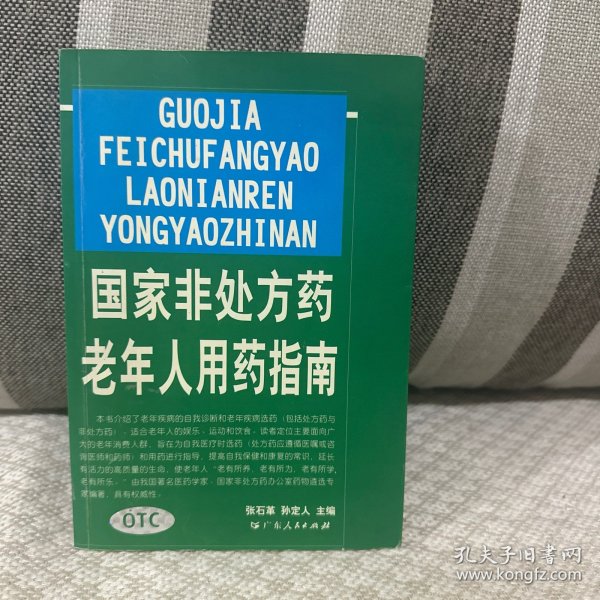 GUOJIA
FEICHUFANGYAO
LAONIANREN
YONGYAOZHINAN
国家非处方药
老年人用药指南
本书介绍了老年疾病的自我诊断和老年疾病选药（包括处方药与
非处方药）、适合老年人的娱乐、运动和饮食。读者定位主要面向广
大的老年消费人群，旨在为自我医疗时选药（处方药应遵循医嘱或咨
询医师和药师）和用药进行指导，提高自我保健和康复的常识，延长
有活力的高质量的生命，使老年人“老有所养，老有所为，老有所学，
老有所乐。”由我国著名医药学家、国家非处方药办公室药物遴选专
家编著，具有权威性。
张石革 孙定人 主编
OTC
广东人民出版社
孔夫子旧书网
www.kongfz.com